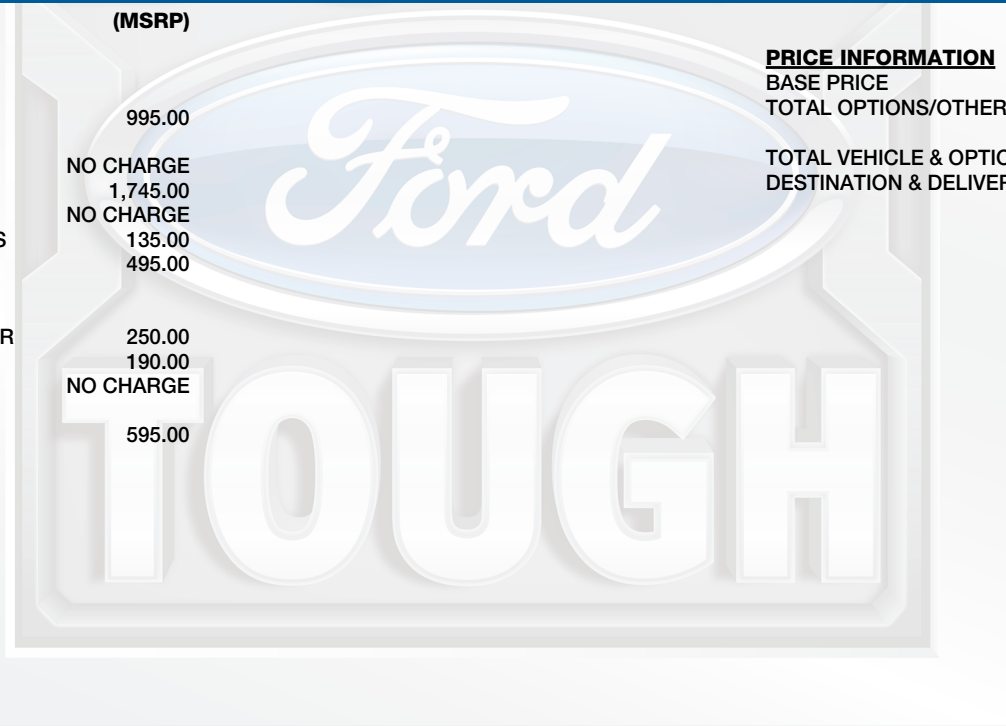 (MSRP)
995.00
NO CHARGE
1,745.00
NO CHARGE
S 135.00
495.00
R 250.00
190.00
NO CHARGE
595.00
PRICE INFORMATION
BASE PRICE
TOTAL OPTIONS/OTHER
TOTAL VEHICLE & OPTIO
DESTINATION & DELIVER
Ford
TOUGH